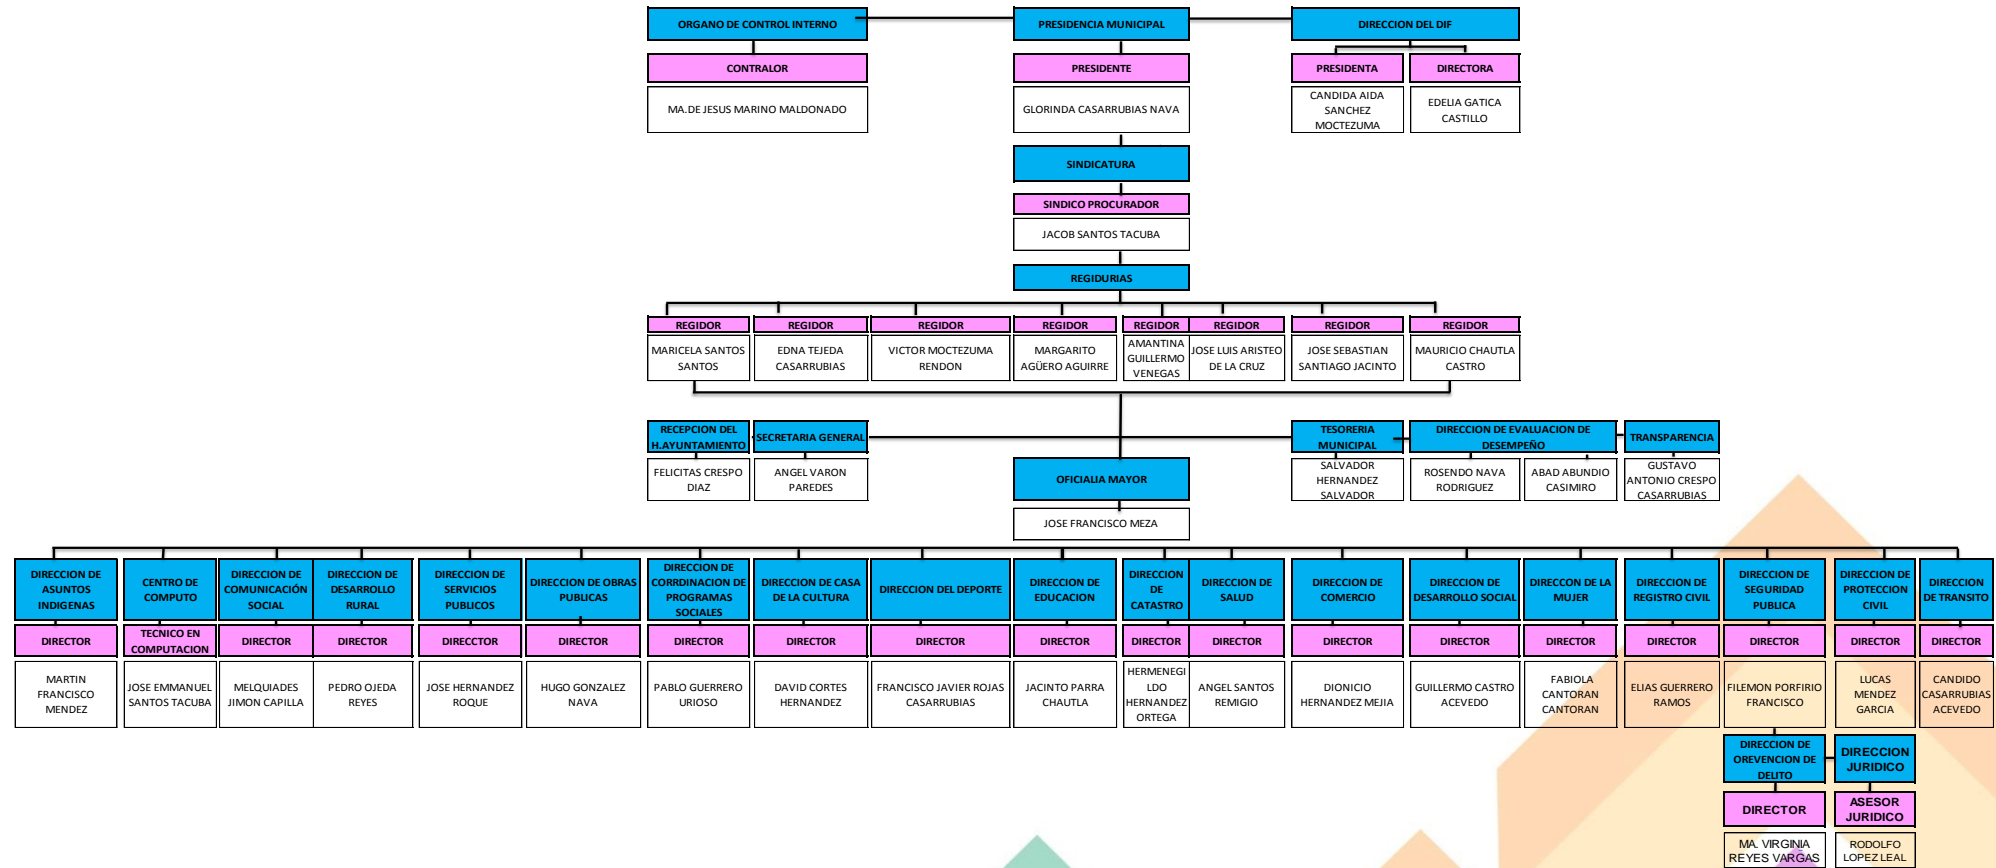 ORGANO DE CONTROL INTERNO
PRESIDENCIA MUNICIPAL
DIRECCION DEL DIF
CONTRALOR
PRESIDENTE
PRESIDENTA
DIRECTORA
MA.DE JESUS MARINO MALDONADO
GLORINDA CASARRUBIAS NAVA
CANDIDA AIDA
SANCHEZ
MOCTEZUMA
EDELIA GATICA
CASTILLO
SINDICATURA
SINDICO PROCURADOR
JACOB SANTOS TACUBA
REGIDURIAS
REGIDOR
REGIDOR
REGIDOR
REGIDOR
REGIDOR
REGIDOR
REGIDOR
REGIDOR
MARICELA SANTOS
SANTOS
EDNA TEJEDA
CASARRUBIAS
VICTOR MOCTEZUMA
RENDON
MARGARITO
AGÜERO AGUIRRE
AMANTINA
GUILLERMO
VENEGAS
JOSE LUIS ARISTEO
DE LA CRUZ
JOSE SEBASTIAN
SANTIAGO JACINTO
MAURICIO CHAUTLA
CASTRO
RECEPCION DEL
H.AYUNTAMIENTO
SECRETARIA GENERAL
TESORERIA
MUNICIPAL
DIRECCION DE EVALUACION DE
DESEMPEÑO
TRANSPARENCIA
FELICITAS CRESPO
DIAZ
ANGEL VARON
PAREDES
SALVADOR
HERNANDEZ
SALVADOR
ROSENDO NAVA
RODRIGUEZ
ABAD ABUNDIO
CASIMIRO
GUSTAVO
ANTONIO CRESPO
CASARRUBIAS
OFICIALIA MAYOR
JOSE FRANCISCO MEZA
DIRECCION DE
ASUNTOS
INDIGENAS
CENTRO DE
COMPUTO
DIRECCION DE
COMUNICACIÓN
SOCIAL
DIRECCION DE
DESARROLLO
RURAL
DIRECCION DE
SERVICIOS
PUBLICOS
DIRECCION DE OBRAS
PUBLICAS
DIRECCION DE
CORRDINACION DE
PROGRAMAS
SOCIALES
DIRECCION DE CASA
DE LA CULTURA
DIRECCION DEL DEPORTE
DIRECCION DE
EDUCACION
DIRECCION
DE
CATASTRO
DIRECCION DE
SALUD
DIRECCION DE
COMERCIO
DIRECCION DE
DESARROLLO SOCIAL
DIRECCON DE LA
MUJER
DIRECCION DE
REGISTRO CIVIL
DIRECCION DE
SEGURIDAD
PUBLICA
DIRECCION DE
PROTECCION
CIVIL
DIRECCION
DE TRANSITO
DIRECTOR
TECNICO EN
COMPUTACION
DIRECTOR
DIRECTOR
DIRECCTOR
DIRECTOR
DIRECTOR
DIRECTOR
DIRECTOR
DIRECTOR
DIRECTOR
DIRECTOR
DIRECTOR
DIRECTOR
DIRECTOR
DIRECTOR
DIRECTOR
DIRECTOR
DIRECTOR
MARTIN
FRANCISCO
MENDEZ
JOSE EMMANUEL
SANTOS TACUBA
MELQUIADES
JIMON CAPILLA
PEDRO OJEDA
REYES
JOSE HERNANDEZ
ROQUE
HUGO GONZALEZ
NAVA
PABLO GUERRERO
URIOSO
DAVID CORTES
HERNANDEZ
FRANCISCO JAVIER ROJAS
CASARRUBIAS
JACINTO PARRA
CHAUTLA
HERMENEGI
LDO
HERNANDEZ
ORTEGA
ANGEL SANTOS
REMIGIO
DIONICIO
HERNANDEZ MEJIA
GUILLERMO CASTRO
ACEVEDO
FABIOLA
CANTORAN
CANTORAN
ELIAS GUERRERO
RAMOS
FILEMON PORFIRIO
FRANCISCO
LUCAS
MENDEZ
GARCIA
CANDIDO
CASARRUBIAS
ACEVEDO
DIRECCION DE
OREVENCION DE
DELITO
DIRECCION
JURIDICO
DIRECTOR
ASESOR
JURIDICO
MA. VIRGINIA
REYES VARGAS
RODOLFO
LOPEZ LEAL